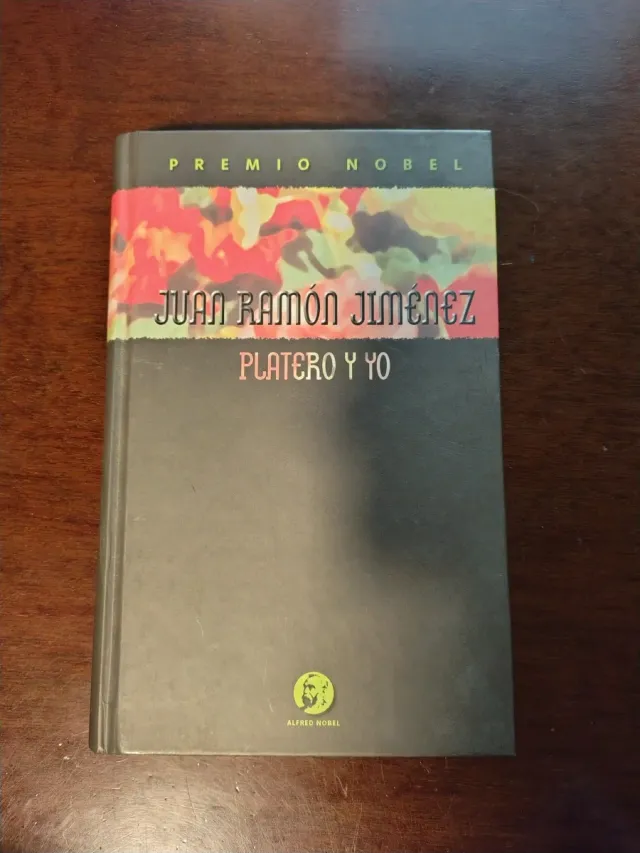 PREMIO NOBEL
JUAN RAMÓN JIMÉNEZ
PLATERO Y YO
ALFRED NOBEL